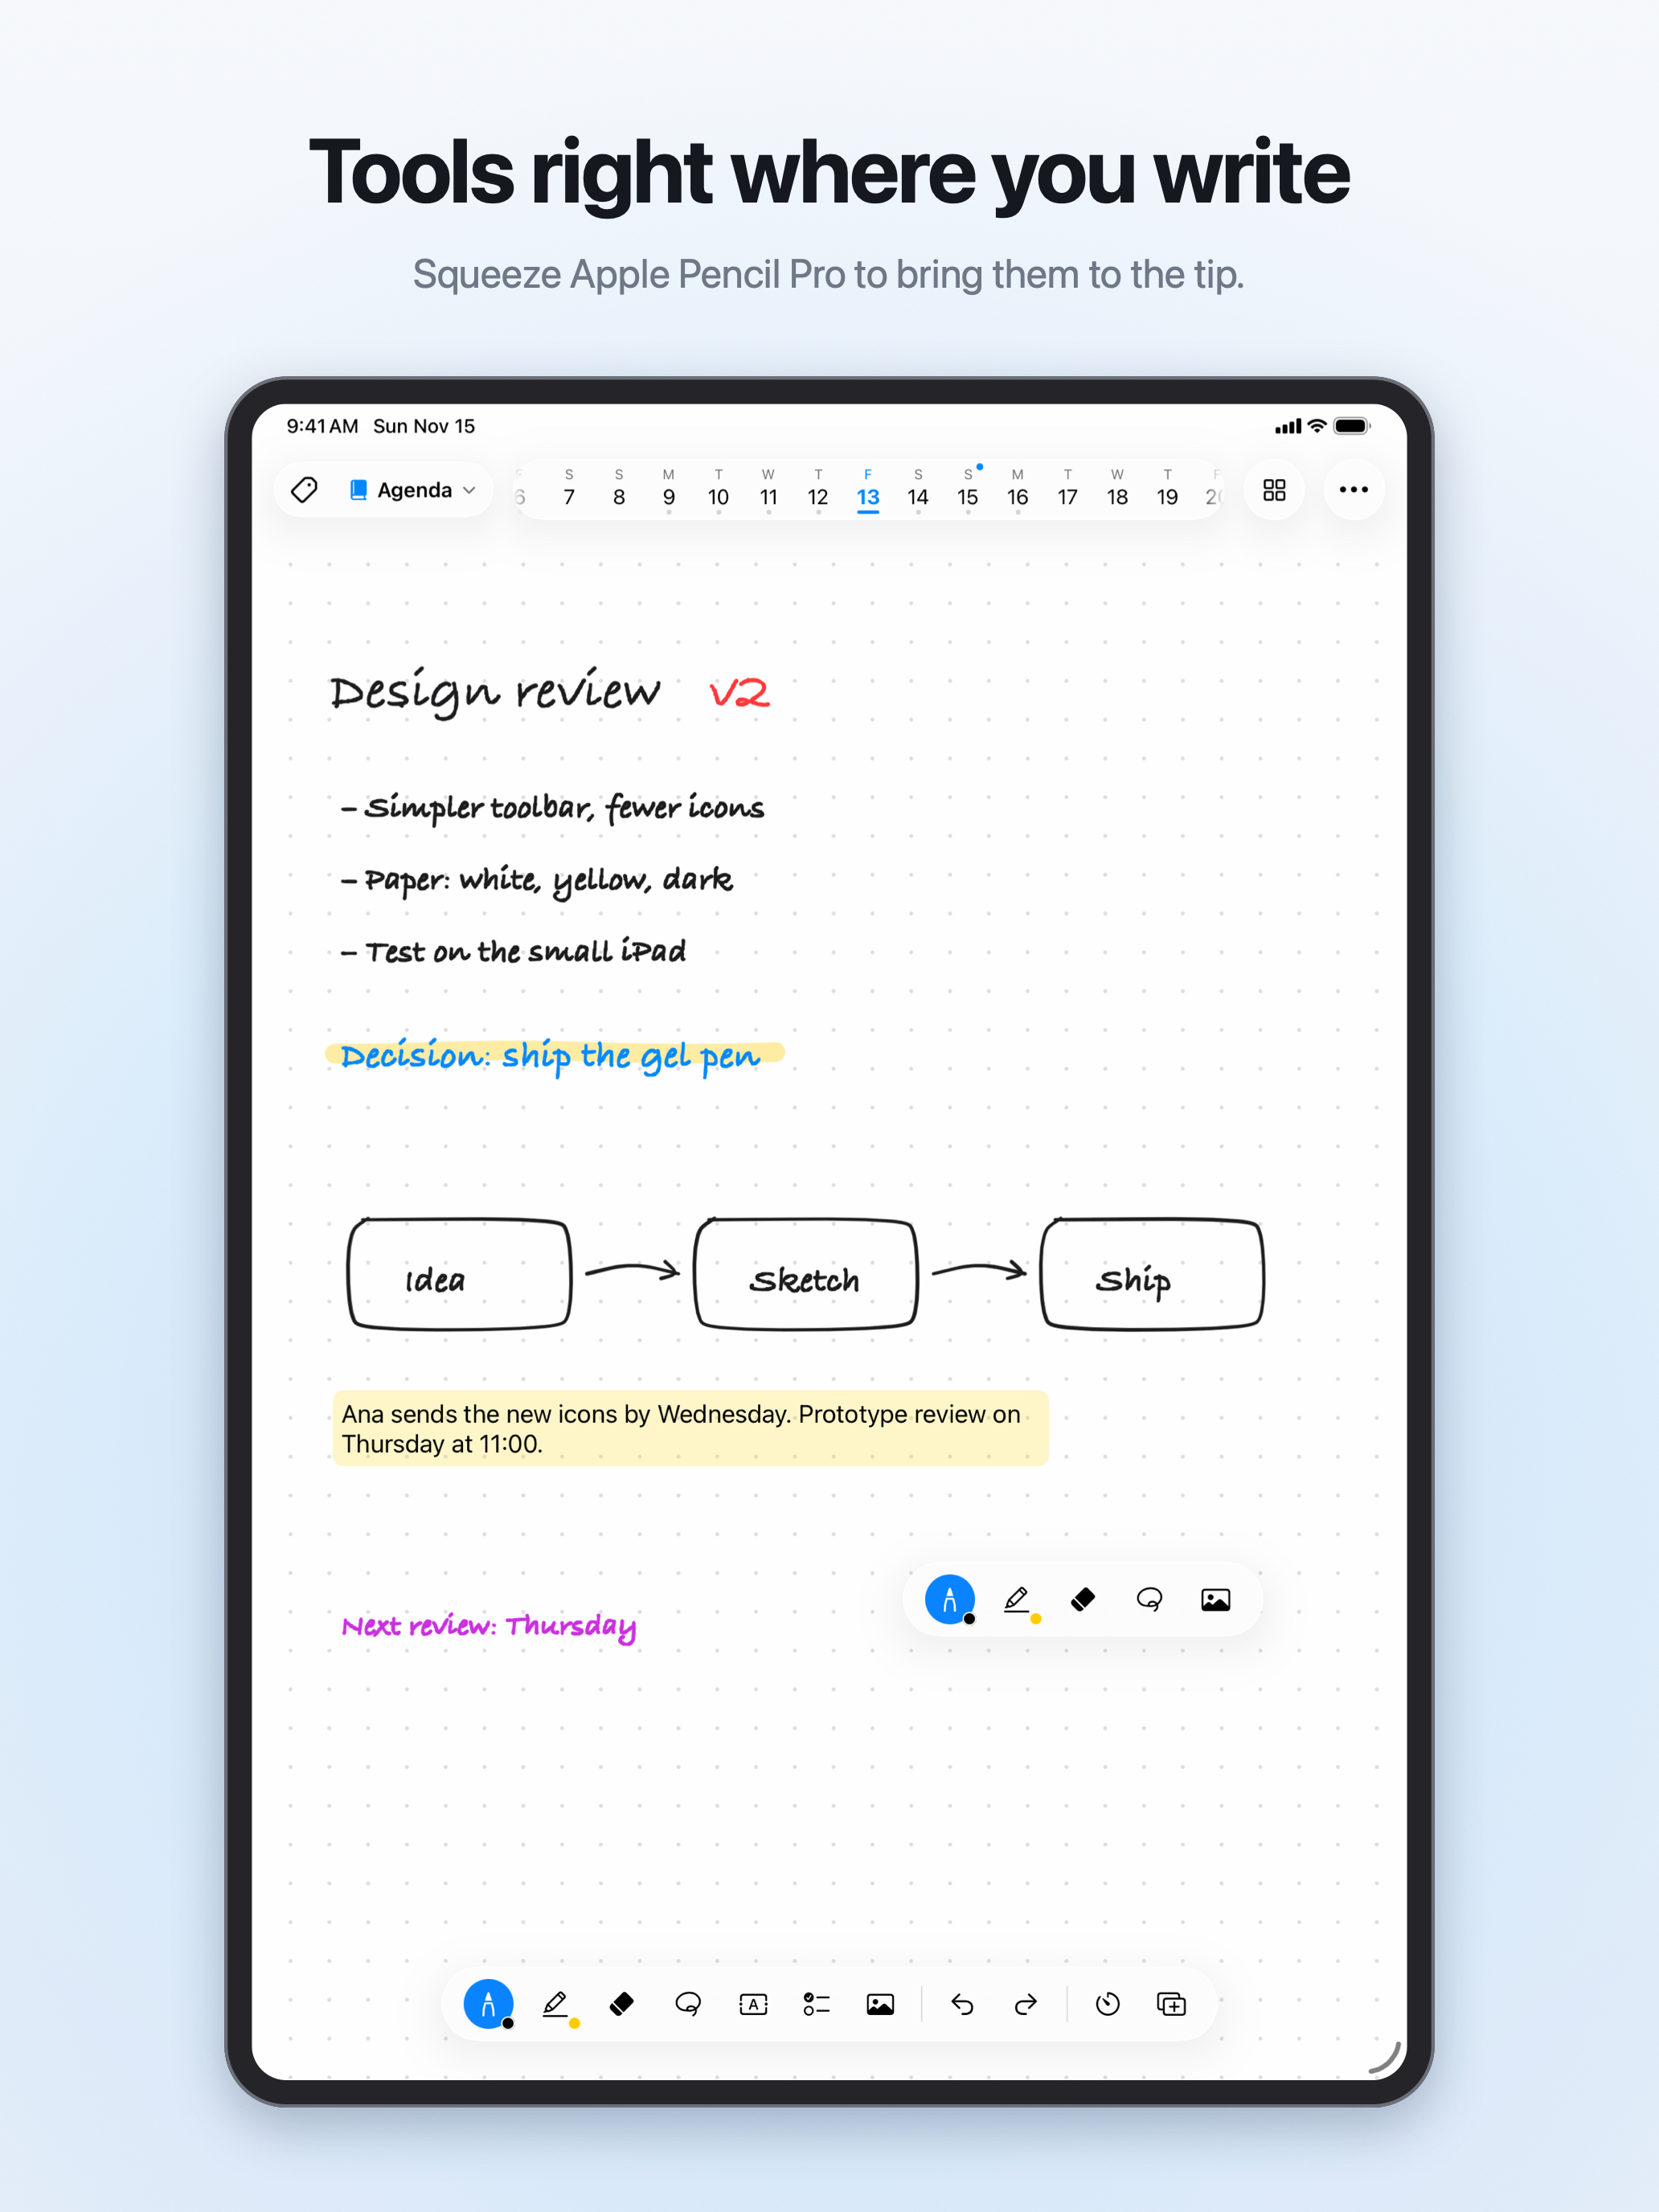 Tools right where you write
Squeeze Apple Pencil Pro to bring them to the tip.
9:41 AM Sun Nov 15
Agenda
F S S M T W T F S S M T W T F
6 7 8 9 10 11 12 13 14 15 16 17 18 19 20
Design review v2
– Simpler toolbar, fewer icons
– Paper: white, yellow, dark
– Test on the small iPad
Decision: ship the gel pen
Idea Sketch Ship
Ana sends the new icons by Wednesday. Prototype review on
Thursday at 11:00.
Next review: Thursday
A